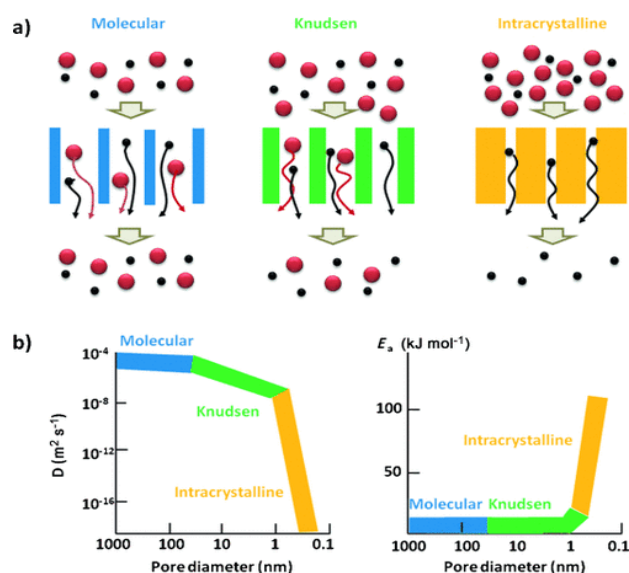 a)
Molecular
Knudsen
Intracrystalline
b)
Molecular
Knudsen
Intracrystalline
D (m² s⁻¹)
10⁻⁴
10⁻⁸
10⁻¹²
10⁻¹⁶
1000 100 10 1 0.1
Pore diameter (nm)
Eₐ (kJ mol⁻¹)
100
50
Intracrystalline
Molecular
Knudsen
1000 100 10 1 0.1
Pore diameter (nm)